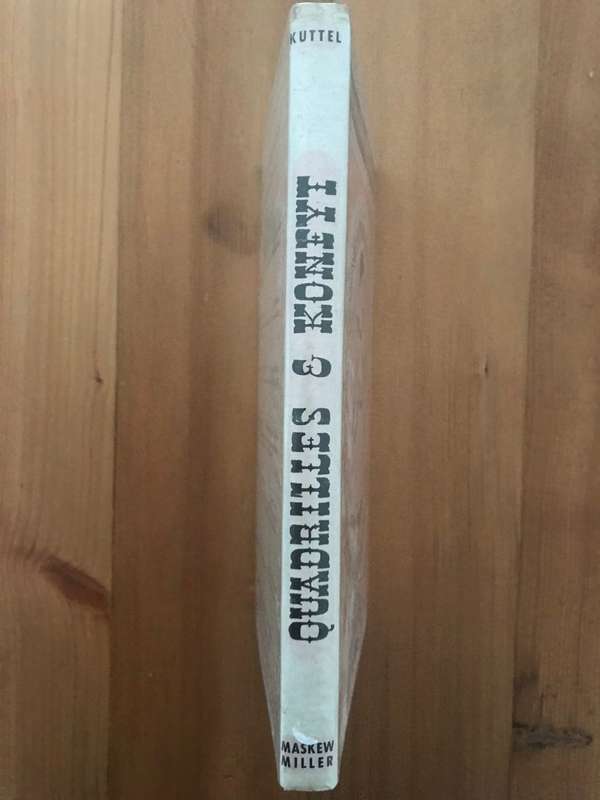 KUTTEL
QUADRILLES & KONFYT
MASKEW
MILLER